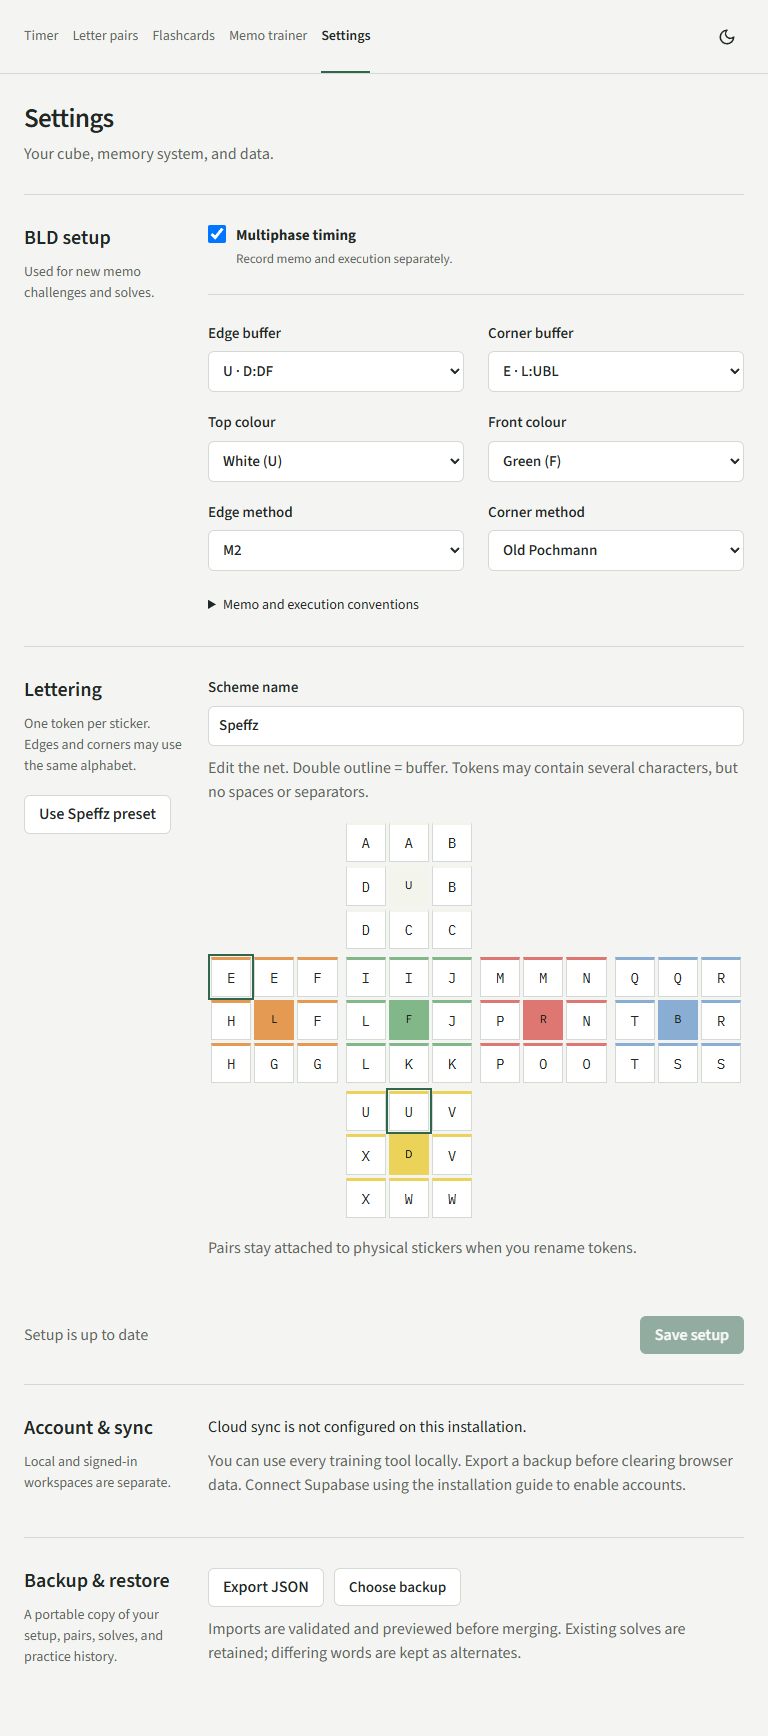 Timer Letter pairs Flashcards Memo trainer Settings
Settings
Your cube, memory system, and data.
BLD setup
Used for new memo
challenges and solves.
Multiphase timing
Record memo and execution separately.
Edge buffer Corner buffer
U · D:DF E · L:UBL
Top colour Front colour
White (U) Green (F)
Edge method Corner method
M2 Old Pochmann
Memo and execution conventions
Lettering
One token per sticker.
Edges and corners may use
the same alphabet.
Use Speffz preset
Scheme name
Speffz
Edit the net. Double outline = buffer. Tokens may contain several characters, but
no spaces or separators.
A A B
D U B
D C C
E E F I I J M M N Q Q R
H L F L F J P R N T B R
H G G L K K P O O T S S
U U V
X D V
X W W
Pairs stay attached to physical stickers when you rename tokens.
Setup is up to date Save setup
Account & sync
Local and signed-in
workspaces are separate.
Cloud sync is not configured on this installation.
You can use every training tool locally. Export a backup before clearing browser
data. Connect Supabase using the installation guide to enable accounts.
Backup & restore
A portable copy of your
setup, pairs, solves, and
practice history.
Export JSON Choose backup
Imports are validated and previewed before merging. Existing solves are
retained; differing words are kept as alternates.